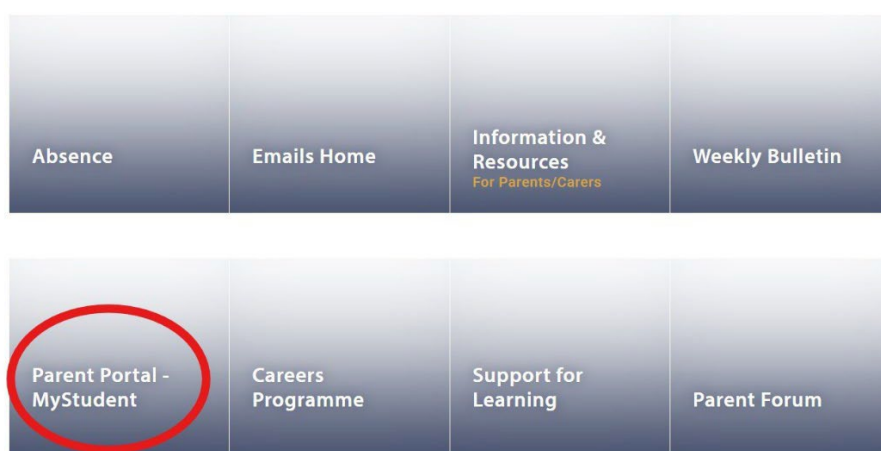 Absence
Emails Home
Information &
Resources
For Parents/Carers
Weekly Bulletin
Parent Portal -
MyStudent
Careers
Programme
Support for
Learning
Parent Forum